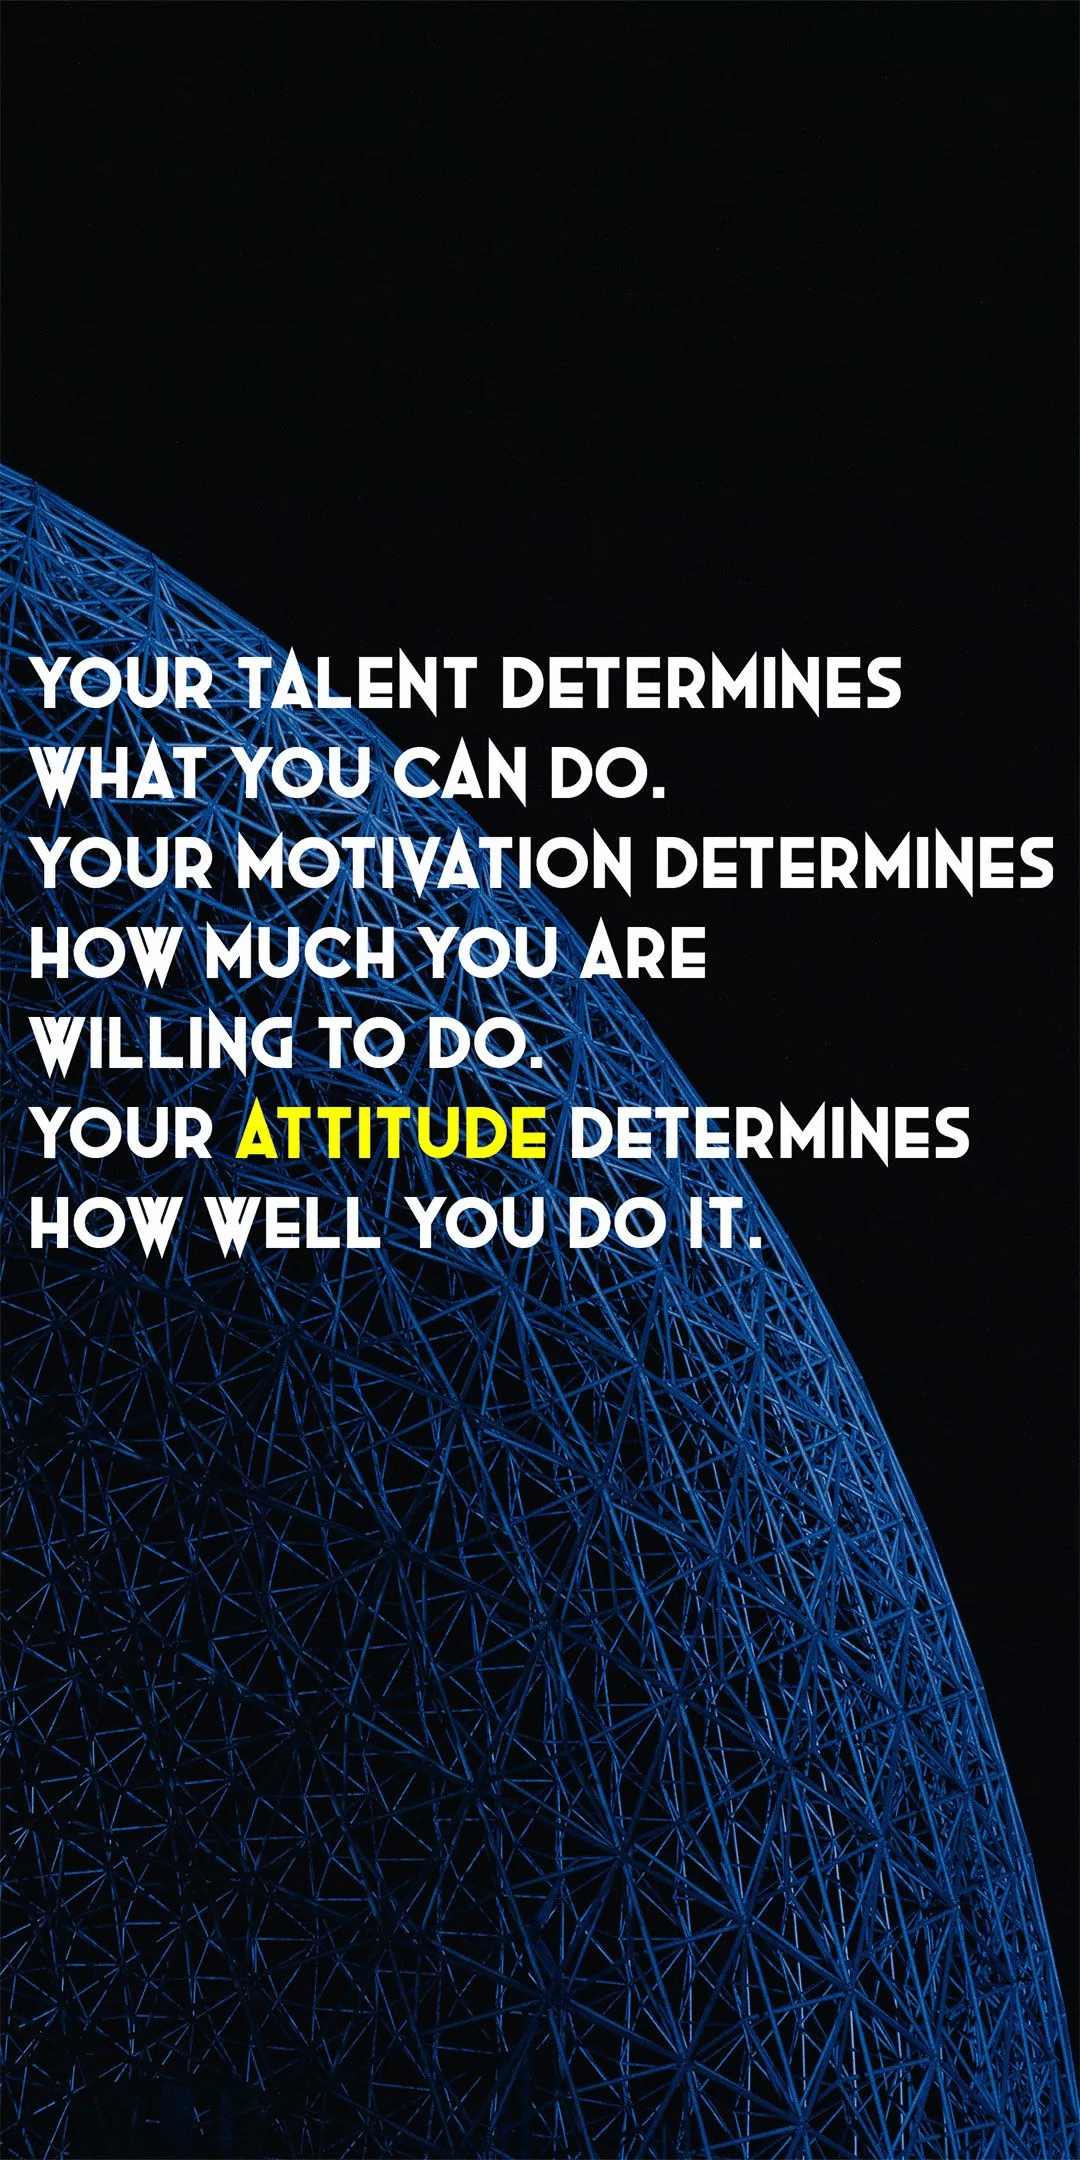 YOUR TALENT DETERMINES
WHAT YOU CAN DO.
YOUR MOTIVATION DETERMINES
HOW MUCH YOU ARE
WILLING TO DO.
YOUR ATTITUDE DETERMINES
HOW WELL YOU DO IT.